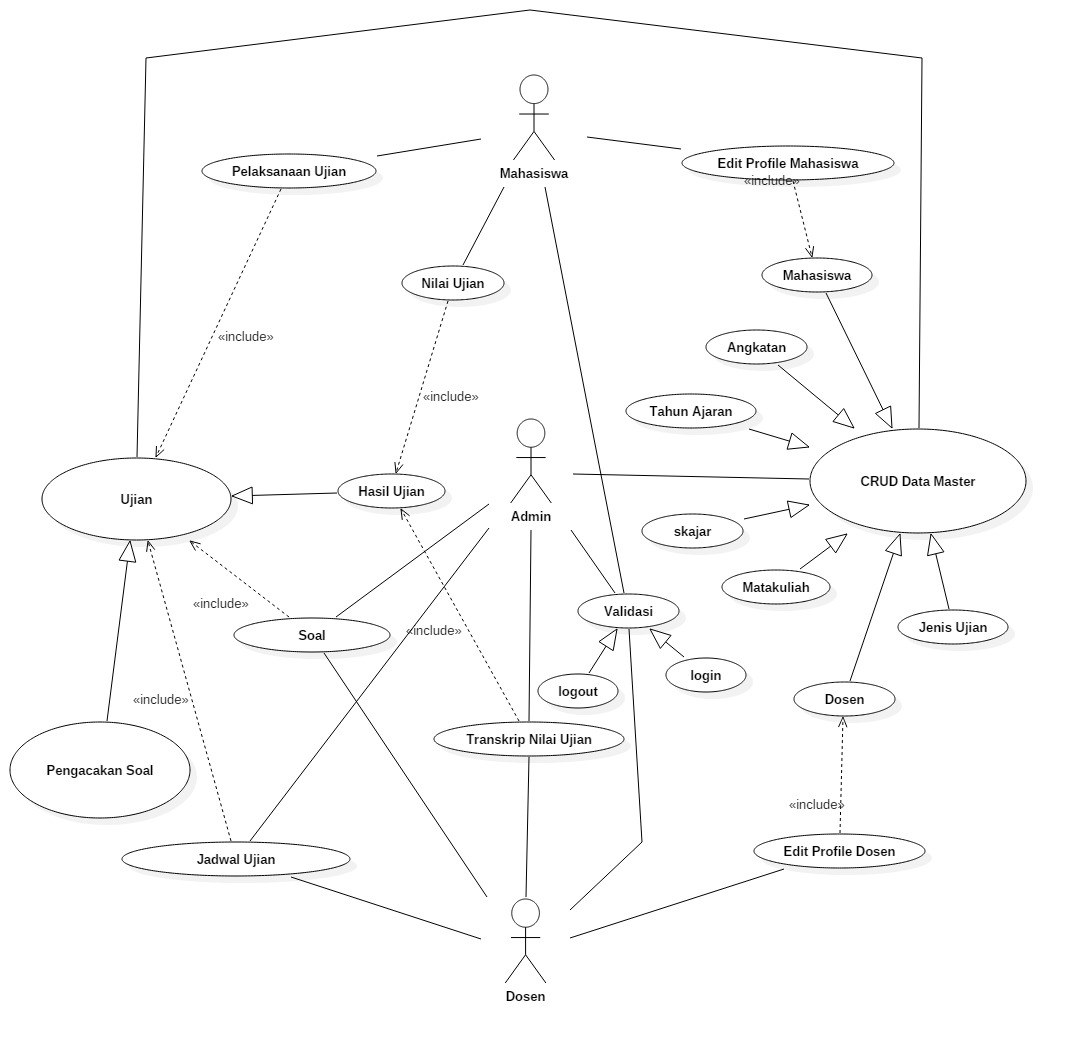 Mahasiswa
Pelaksanaan Ujian
Edit Profile Mahasiswa
«include»
Nilai Ujian
Mahasiswa
«include»
Angkatan
«include»
Tahun Ajaran
Ujian
Hasil Ujian
Admin
CRUD Data Master
skajar
Matakuliah
«include»
Soal
«include»
Validasi
Jenis Ujian
logout
login
Dosen
«include»
Pengacakan Soal
Transkrip Nilai Ujian
«include»
Jadwal Ujian
Edit Profile Dosen
Dosen